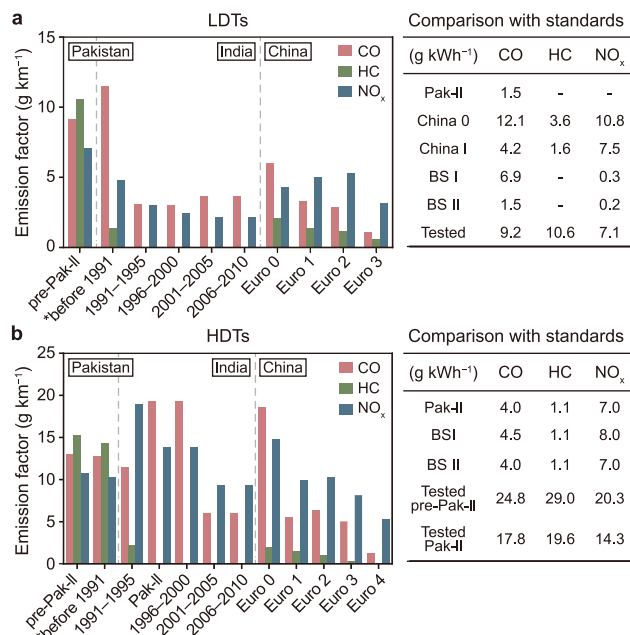 a
LDTs
Pakistan
India
China
CO
HC
NOx
Emission factor (g km⁻¹)
15
10
5
0
pre-Pak-II
*before 1991
1991–1995
1996–2000
2001–2005
2006–2010
Euro 0
Euro 1
Euro 2
Euro 3
Comparison with standards
(g kWh⁻¹) CO HC NOx
Pak-II 1.5 - -
China 0 12.1 3.6 10.8
China I 4.2 1.6 7.5
BS I 6.9 - 0.3
BS II 1.5 - 0.2
Tested 9.2 10.6 7.1
b
HDTs
Pakistan
India
China
CO
HC
NOx
Emission factor (g km⁻¹)
25
20
15
10
5
0
pre-Pak-II
*before 1991
1991–1995
Pak-II
1996–2000
2001–2005
2006–2010
Euro 0
Euro 1
Euro 2
Euro 3
Euro 4
Comparison with standards
(g kWh⁻¹) CO HC NOx
Pak-II 4.0 1.1 7.0
BSI 4.5 1.1 8.0
BS II 4.0 1.1 7.0
Tested
pre-Pak-II 24.8 29.0 20.3
Tested
Pak-II 17.8 19.6 14.3